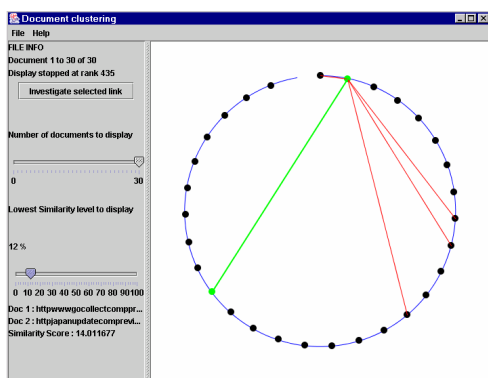 Document clustering
File Help
FILE INFO
Document 1 to 30 of 30
Display stopped at rank 435
Investigate selected link
Number of documents to display
0 30
Lowest Similarity level to display
12 %
0 10 20 30 40 50 60 70 80 90100
Doc 1 : httpwwwgocollectcomppr...
Doc 2 : httpjapanupdatecomprevi...
Similarity Score : 14.011677